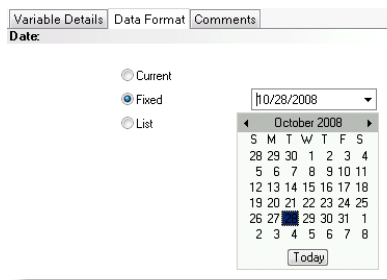 Variable Details Data Format Comments
Date:
Current
Fixed 10/28/2008
List
October 2008
S M T W T F S
28 29 30 1 2 3 4
5 6 7 8 9 10 11
12 13 14 15 16 17 18
19 20 21 22 23 24 25
26 27 28 29 30 31 1
2 3 4 5 6 7 8
Today